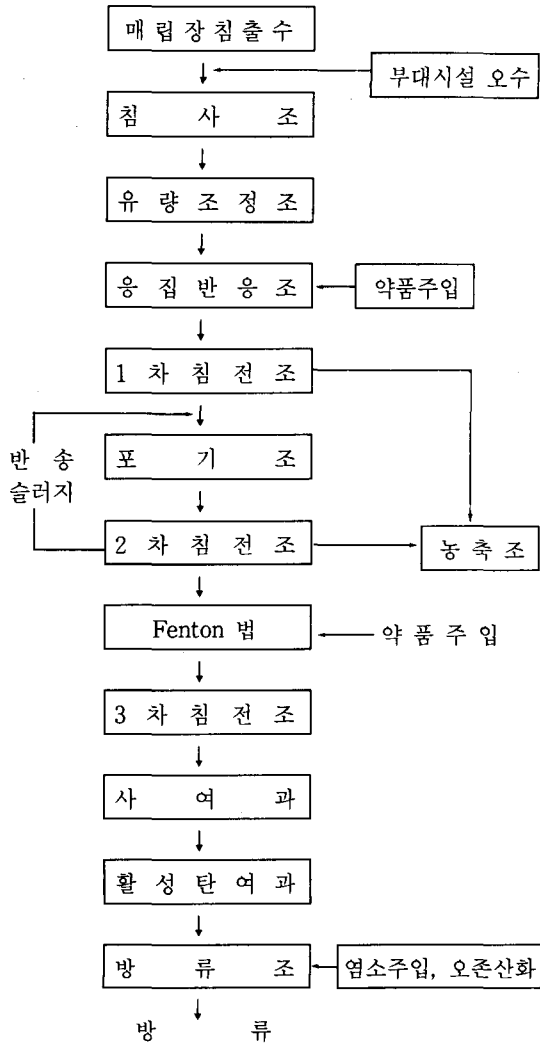 매 립 장 침 출 수
부대시설 오수
침 사 조
유 량 조 정 조
응 집 반 응 조
약품주입
1 차 침 전 조
반 송
슬러지
포 기 조
2 차 침 전 조
농 축 조
Fenton 법
약 품 주 입
3 차 침 전 조
사 여 과
활 성 탄 여 과
방 류 조
염소주입, 오존산화
방 류